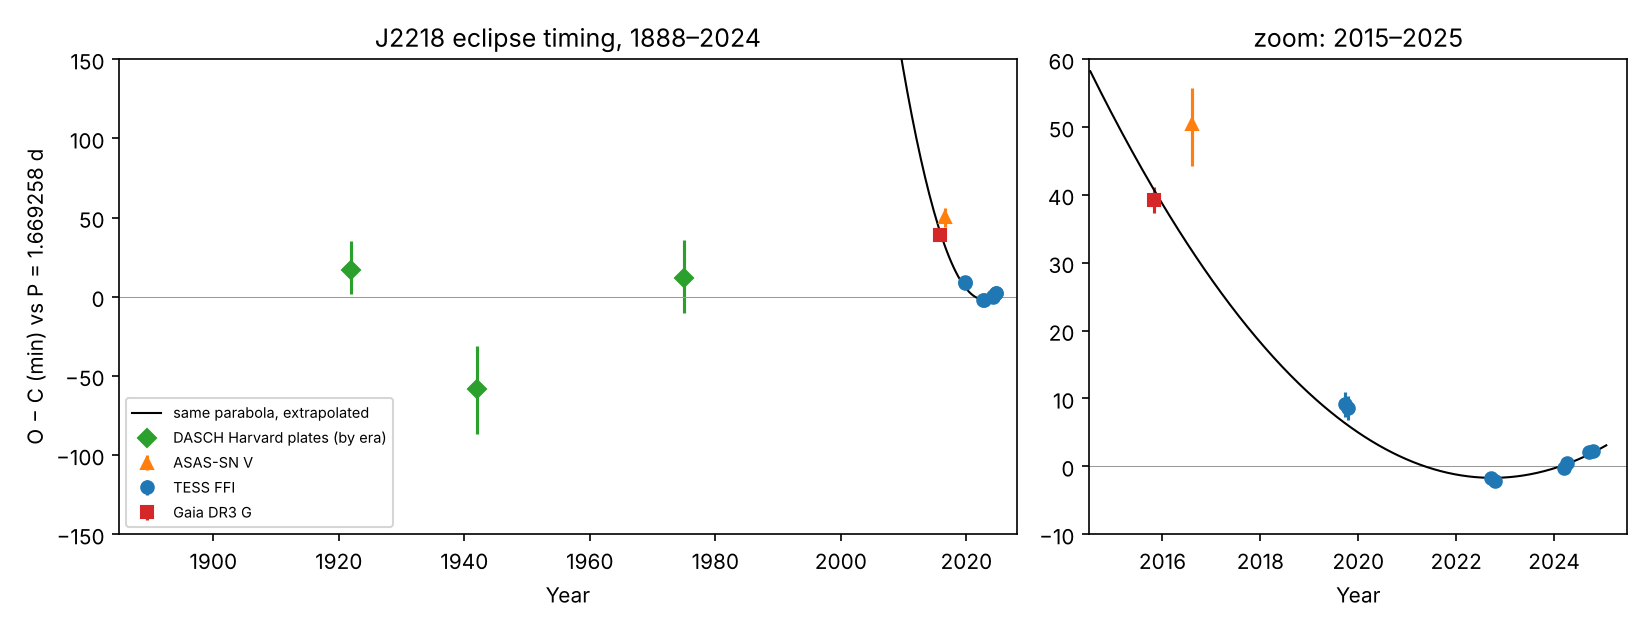 J2218 eclipse timing, 1888–2024
O − C (min) vs P = 1.669258 d
150
100
50
0
−50
−100
−150
same parabola, extrapolated
DASCH Harvard plates (by era)
ASAS-SN V
TESS FFI
Gaia DR3 G
1900 1920 1940 1960 1980 2000 2020
Year
zoom: 2015–2025
60
50
40
30
20
10
0
−10
2016 2018 2020 2022 2024
Year